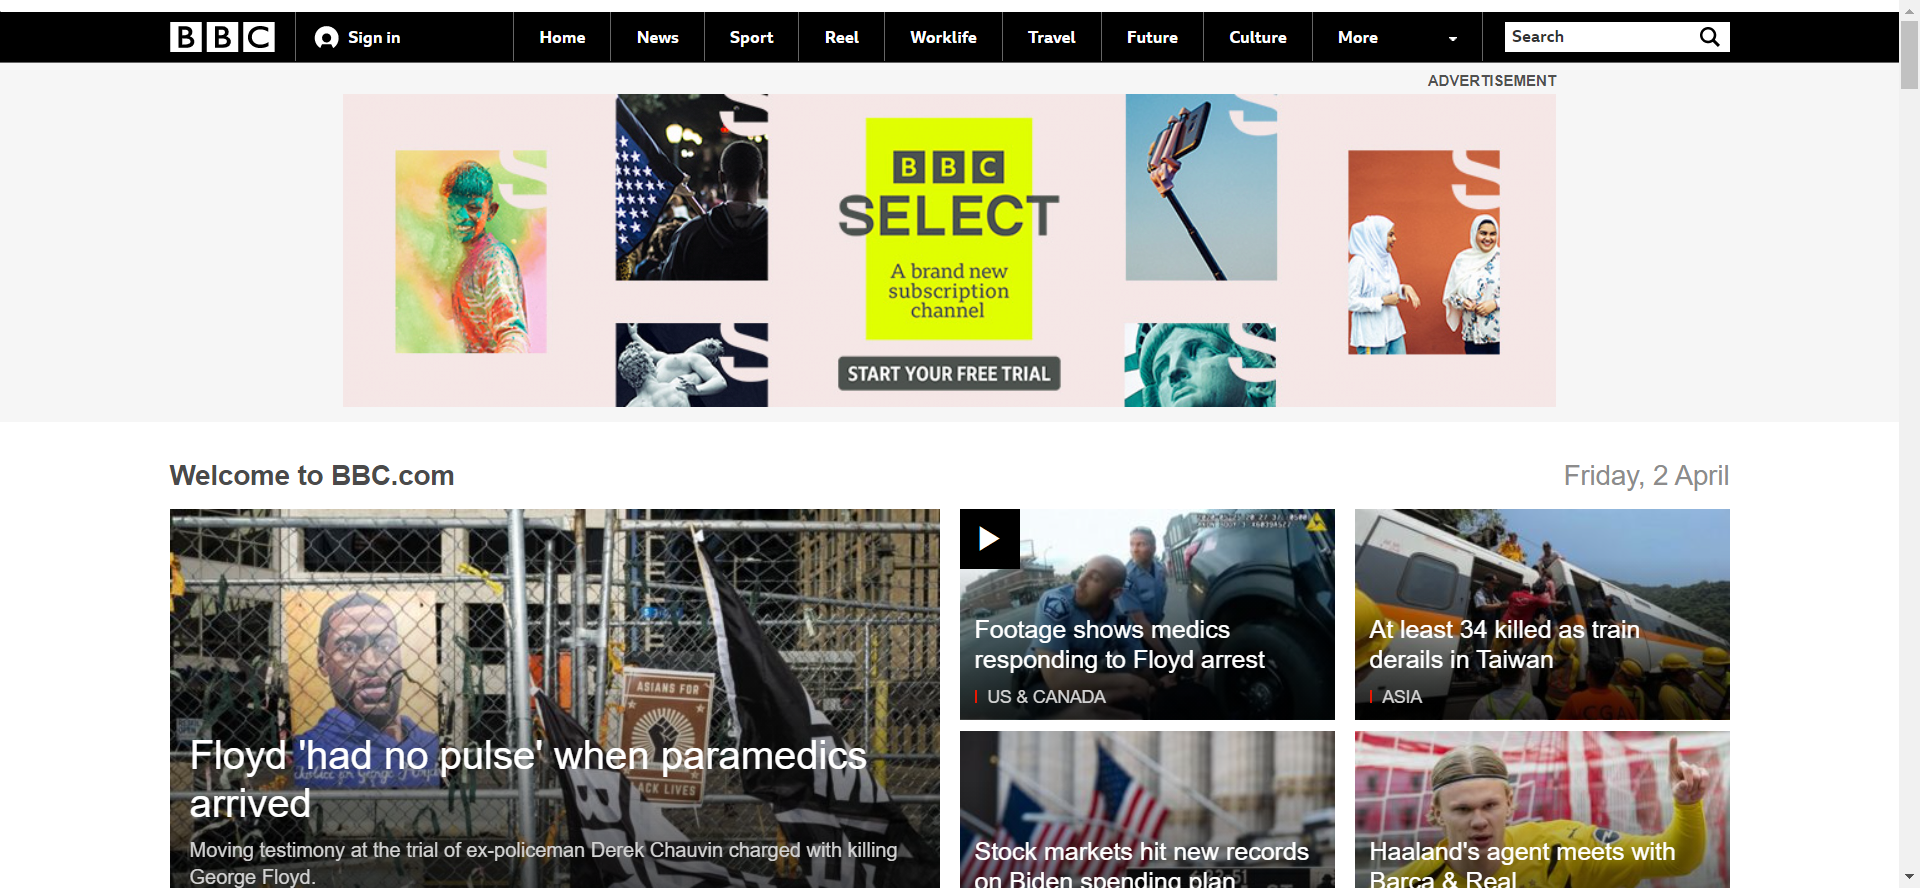 BBC
Sign in
Home
News
Sport
Reel
Worklife
Travel
Future
Culture
More
Search
ADVERTISEMENT
BBC
SELECT
A brand new
subscription
channel
START YOUR FREE TRIAL
Welcome to BBC.com
Friday, 2 April
ASIANS FOR
ACK LIVES
Floyd 'had no pulse' when paramedics
arrived
Moving testimony at the trial of ex-policeman Derek Chauvin charged with killing
George Floyd.
Footage shows medics
responding to Floyd arrest
US & CANADA
At least 34 killed as train
derails in Taiwan
ASIA
Stock markets hit new records
on Biden spending plan
Haaland's agent meets with
Barca & Real